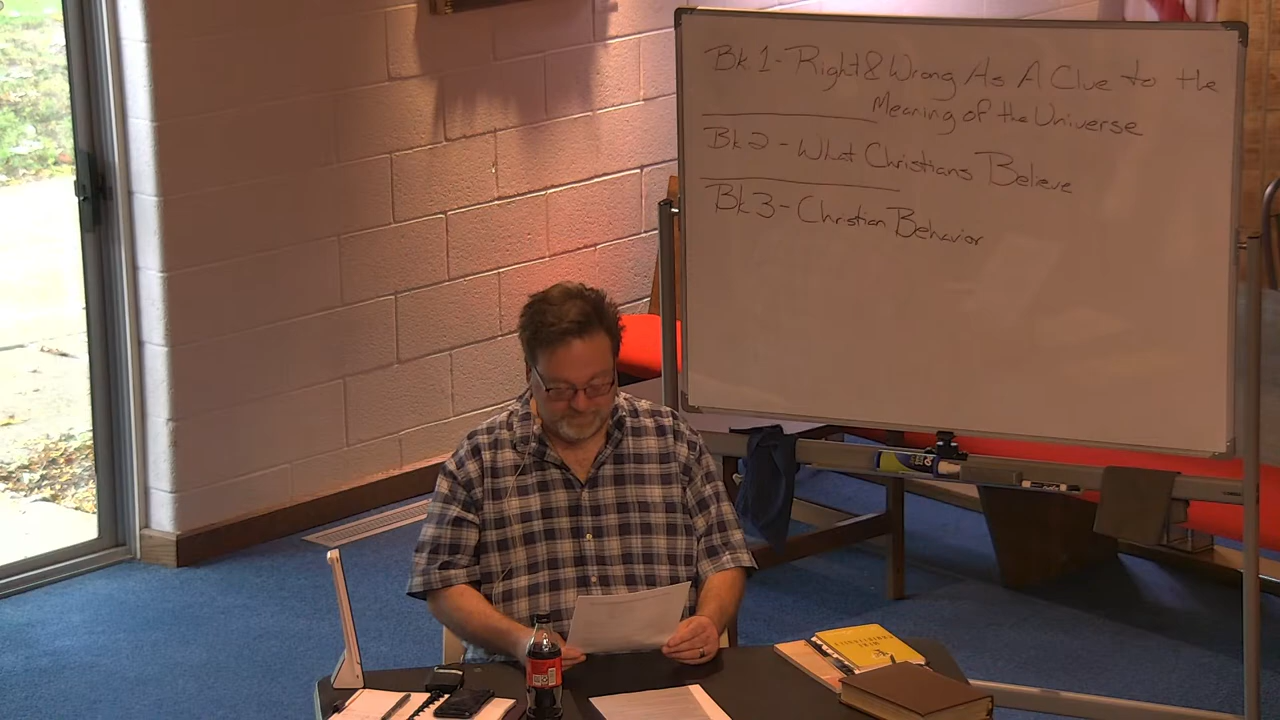 Bk 1 - Right & Wrong As A Clue to the
Meaning of the Universe
Bk 2 - What Christians Believe
Bk 3 - Christian Behavior